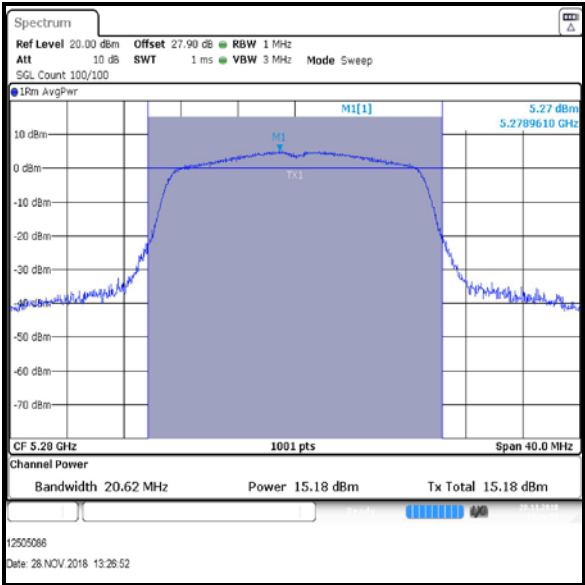 Spectrum
Ref Level 20.00 dBm Offset 27.90 dB RBW 1 MHz
Att 10 dB SWT 1 ms VBW 3 MHz Mode Sweep
SGL Count 100/100
1Rm AvgPwr
M1[1] 5.27 dBm
5.2789610 GHz
10 dBm
M1
0 dBm
TX1
-10 dBm
-20 dBm
-30 dBm
-40 dBm
-50 dBm
-60 dBm
-70 dBm
CF 5.28 GHz 1001 pts Span 40.0 MHz
Channel Power
Bandwidth 20.62 MHz Power 15.18 dBm Tx Total 15.18 dBm
Ready 28.11.2018
12505086
Date: 28.NOV.2018 13:26:52